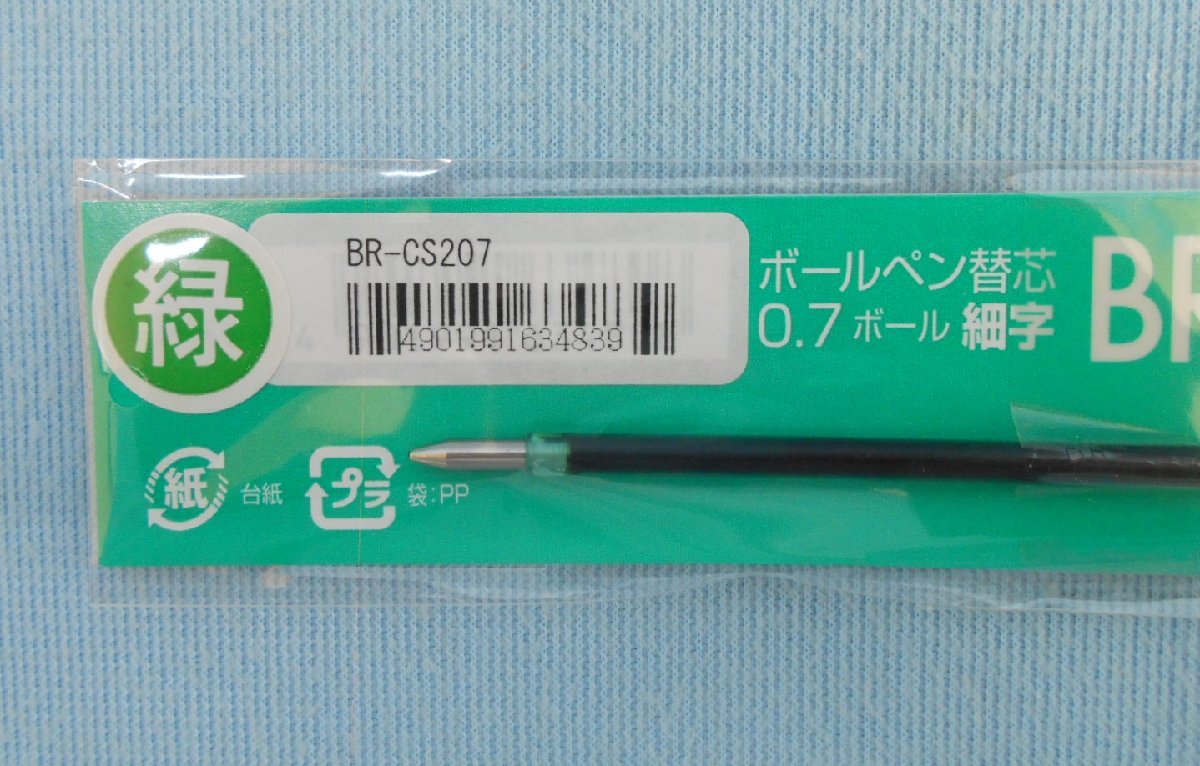 緑
BR-CS207
4901991634839
ボールペン替芯
0.7 ボール 細字
BR
紙
台紙
プラ
袋:PP